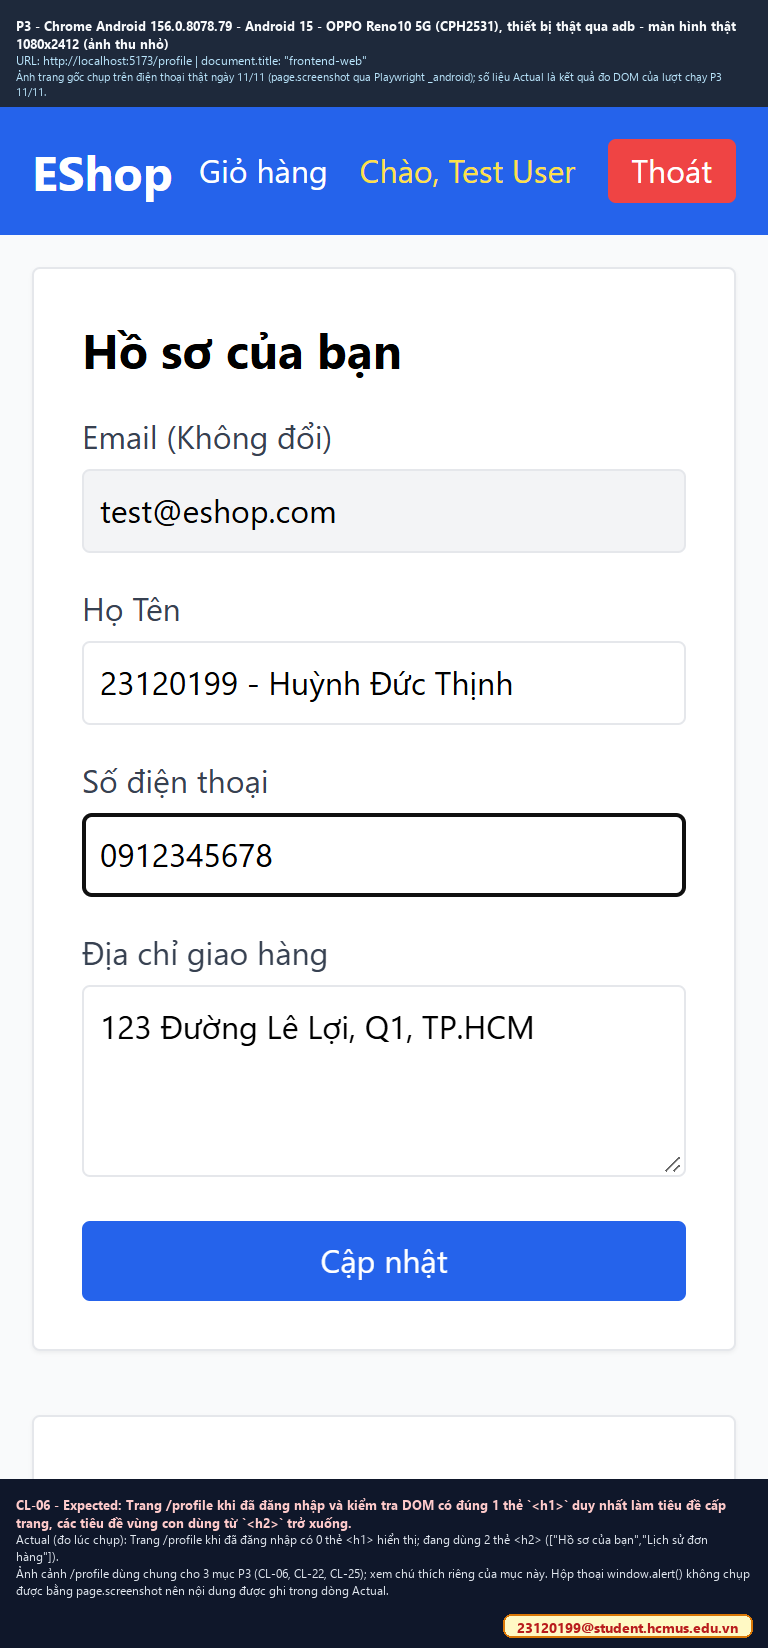 P3 - Chrome Android 156.0.8078.79 - Android 15 - OPPO Reno10 5G (CPH2531), thiết bị thật qua adb - màn hình thật
1080x2412 (ảnh thu nhỏ)
URL: http://localhost:5173/profile | document.title: "frontend-web"
Ảnh trang gốc chụp trên điện thoại thật ngày 11/11 (page.screenshot qua Playwright _android); số liệu Actual là kết quả đo DOM của lượt chạy P3
11/11.
EShop Giỏ hàng Chào, Test User Thoát
Hồ sơ của bạn
Email (Không đổi)
test@eshop.com
Họ Tên
23120199 - Huỳnh Đức Thịnh
Số điện thoại
0912345678
Địa chỉ giao hàng
123 Đường Lê Lợi, Q1, TP.HCM
Cập nhật
CL-06 - Expected: Trang /profile khi đã đăng nhập và kiểm tra DOM có đúng 1 thẻ `<h1>` duy nhất làm tiêu đề cấp
trang, các tiêu đề vùng con dùng từ `<h2>` trở xuống.
Actual (đo lúc chụp): Trang /profile khi đã đăng nhập có 0 thẻ <h1> hiển thị; đang dùng 2 thẻ <h2> (["Hồ sơ của bạn","Lịch sử đơn
hàng"]).
Ảnh cảnh /profile dùng chung cho 3 mục P3 (CL-06, CL-22, CL-25); xem chú thích riêng của mục này. Hộp thoại window.alert() không chụp
được bằng page.screenshot nên nội dung được ghi trong dòng Actual.
23120199@student.hcmus.edu.vn